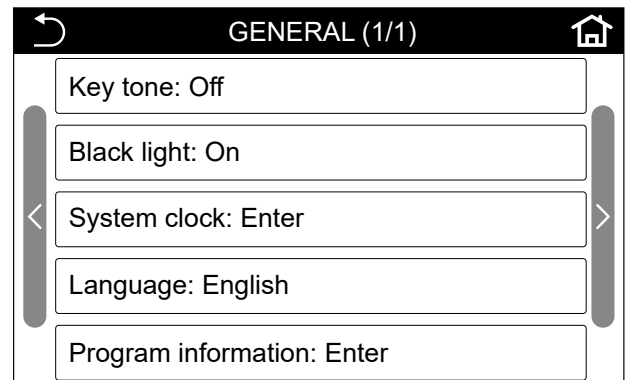 GENERAL (1/1)
Key tone: Off
Black light: On
System clock: Enter
Language: English
Program information: Enter